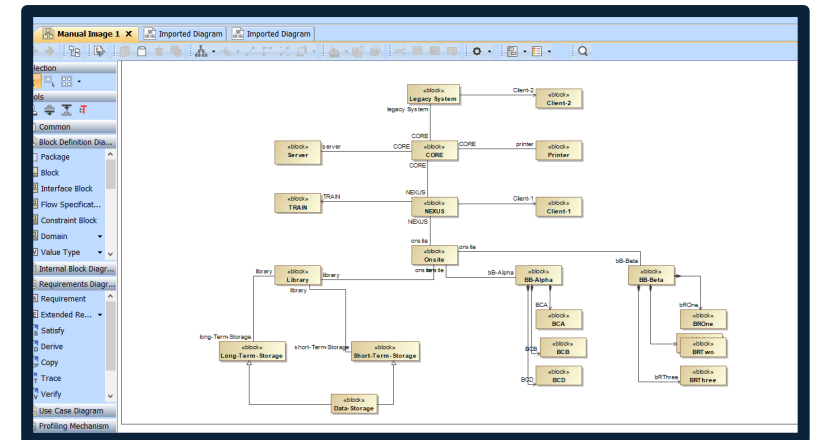 Manual Image 1
Imported Diagram
Imported Diagram
Common
Block Definition Dia...
Package
Block
Interface Block
Flow Specificat...
Constraint Block
Domain
Value Type
Internal Block Diagr...
Requirements Diagr...
Requirement
Extended Re...
Satisfy
Derive
Copy
Trace
Verify
Use Case Diagram
Profiling Mechanism
«block»
Legacy System
legacy System
Client-2
«block»
Client-2
«block»
Server
server
CORE
CORE
«block»
CORE
CORE
CORE
printer
«block»
Printer
«block»
TRAIN
TRAIN
NEXUS
«block»
NEXUS
NEXUS
Client-1
«block»
Client-1
onsite
«block»
Onsite
onsite
library
«block»
Library
library
library
bB-Alpha
«block»
BB-Alpha
bB-Beta
«block»
BB-Beta
BCA
«block»
BCA
bROne
«block»
BROne
long-Term-Storage
«block»
Long-Term-Storage
short-Term-Storage
«block»
Short-Term-Storage
BCB
«block»
BCB
«block»
BRTwo
BCD
«block»
BCD
bRThree
«block»
BRThree
«block»
Data-Storage